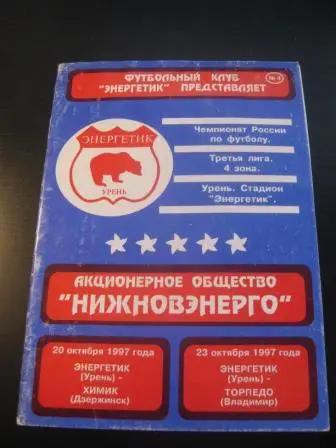 ФУТБОЛЬНЫЙ КЛУБ
"ЭНЕРГЕТИК" ПРЕДСТАВЛЯЕТ
№ 4
ЭНЕРГЕТИК
УРЕНЬ
Чемпионат России
по футболу.
Третья лига.
4 зона.
Урень. Стадион
"Энергетик".
АКЦИОНЕРНОЕ ОБЩЕСТВО
"НИЖНОВЭНЕРГО"
20 октября 1997 года
ЭНЕРГЕТИК
(Урень) -
ХИМИК
(Дзержинск)
23 октября 1997 года
ЭНЕРГЕТИК
(Урень) -
ТОРПЕДО
(Владимир)